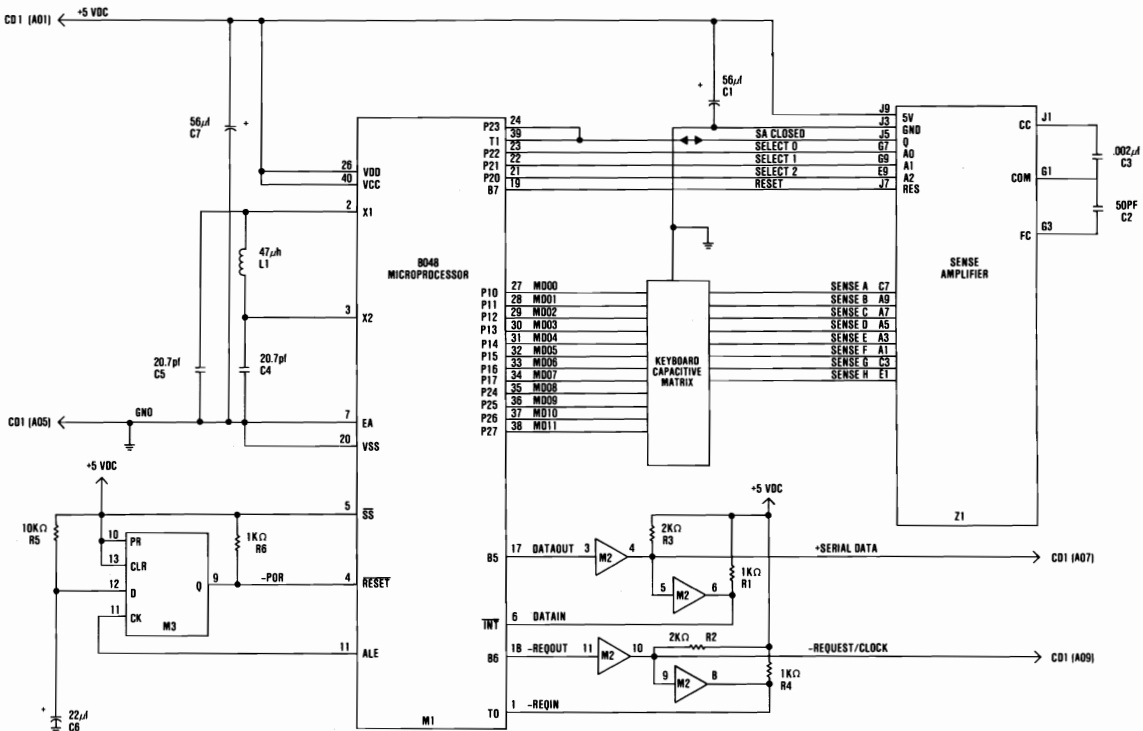 CD1 (A01)
+5 VDC
56µf
C7
56µf
C1
24
P23
39
T1
23
P22
22
P21
21
P20
19
B7
SA CLOSED
SELECT 0
SELECT 1
SELECT 2
RESET
J9
5V
J3
GND
J5
Q
G7
A0
G9
A1
E9
A2
J7
RES
CC
J1
.002µf
C3
COM
G1
50PF
C2
FC
G3
SENSE
AMPLIFIER
Z1
26
VDD
40
VCC
2
X1
47µh
L1
3
X2
8048
MICROPROCESSOR
20.7pf
C5
20.7pf
C4
P10 27 MD00
P11 28 MD01
P12 29 MD02
P13 30 MD03
P14 31 MD04
P15 32 MD05
P16 33 MD06
P17 34 MD07
P24 35 MD08
P25 36 MD09
P26 37 MD10
P27 38 MD11
KEYBOARD
CAPACITIVE
MATRIX
SENSE A C7
SENSE B A9
SENSE C A7
SENSE D A5
SENSE E A3
SENSE F A1
SENSE G C3
SENSE H E1
CD1 (A05)
GND
7
EA
20
VSS
+5 VDC
5
SS
10KΩ
R5
10
PR
13
CLR
12
D
11
CK
Q
9
M3
1KΩ
R6
-POR
4
RESET
11
ALE
22µf
C6
M1
+5 VDC
2KΩ
R3
1KΩ
R1
B5
17 DATAOUT 3
M2
4
+SERIAL DATA
CD1 (A07)
5
M2
6
INT
6 DATAIN
2KΩ R2
B6
18 -REQOUT 11
M2
10
-REQUEST/CLOCK
CD1 (A09)
9
M2
8
1KΩ
R4
T0
1 -REQIN